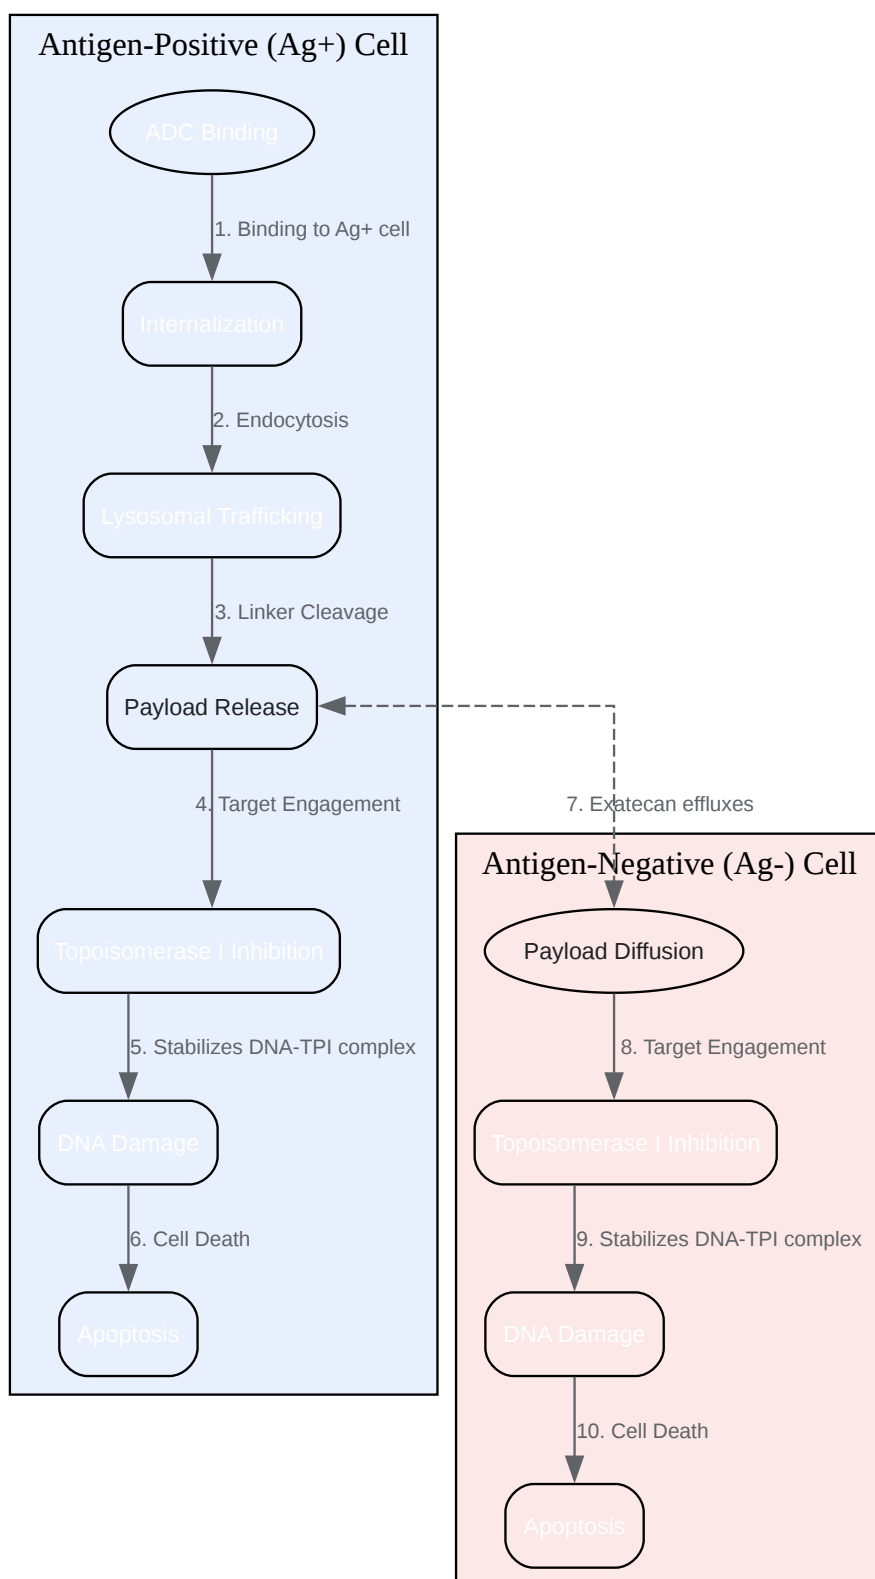 Antigen-Positive (Ag+) Cell
ADC Binding
1. Binding to Ag+ cell
Internalization
2. Endocytosis
Lysosomal Trafficking
3. Linker Cleavage
Payload Release
4. Target Engagement
Topoisomerase I Inhibition
5. Stabilizes DNA-TPI complex
DNA Damage
6. Cell Death
Apoptosis
7. Exatecan effluxes
Antigen-Negative (Ag-) Cell
Payload Diffusion
8. Target Engagement
Topoisomerase I Inhibition
9. Stabilizes DNA-TPI complex
DNA Damage
10. Cell Death
Apoptosis